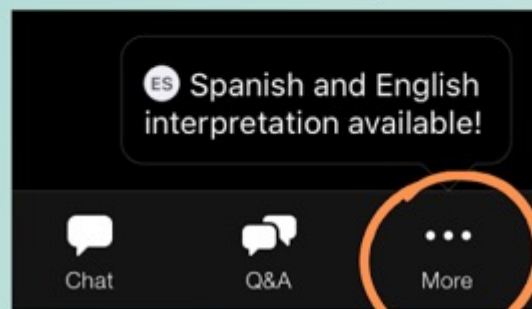 ES Spanish and English
interpretation available!
Chat Q&A More